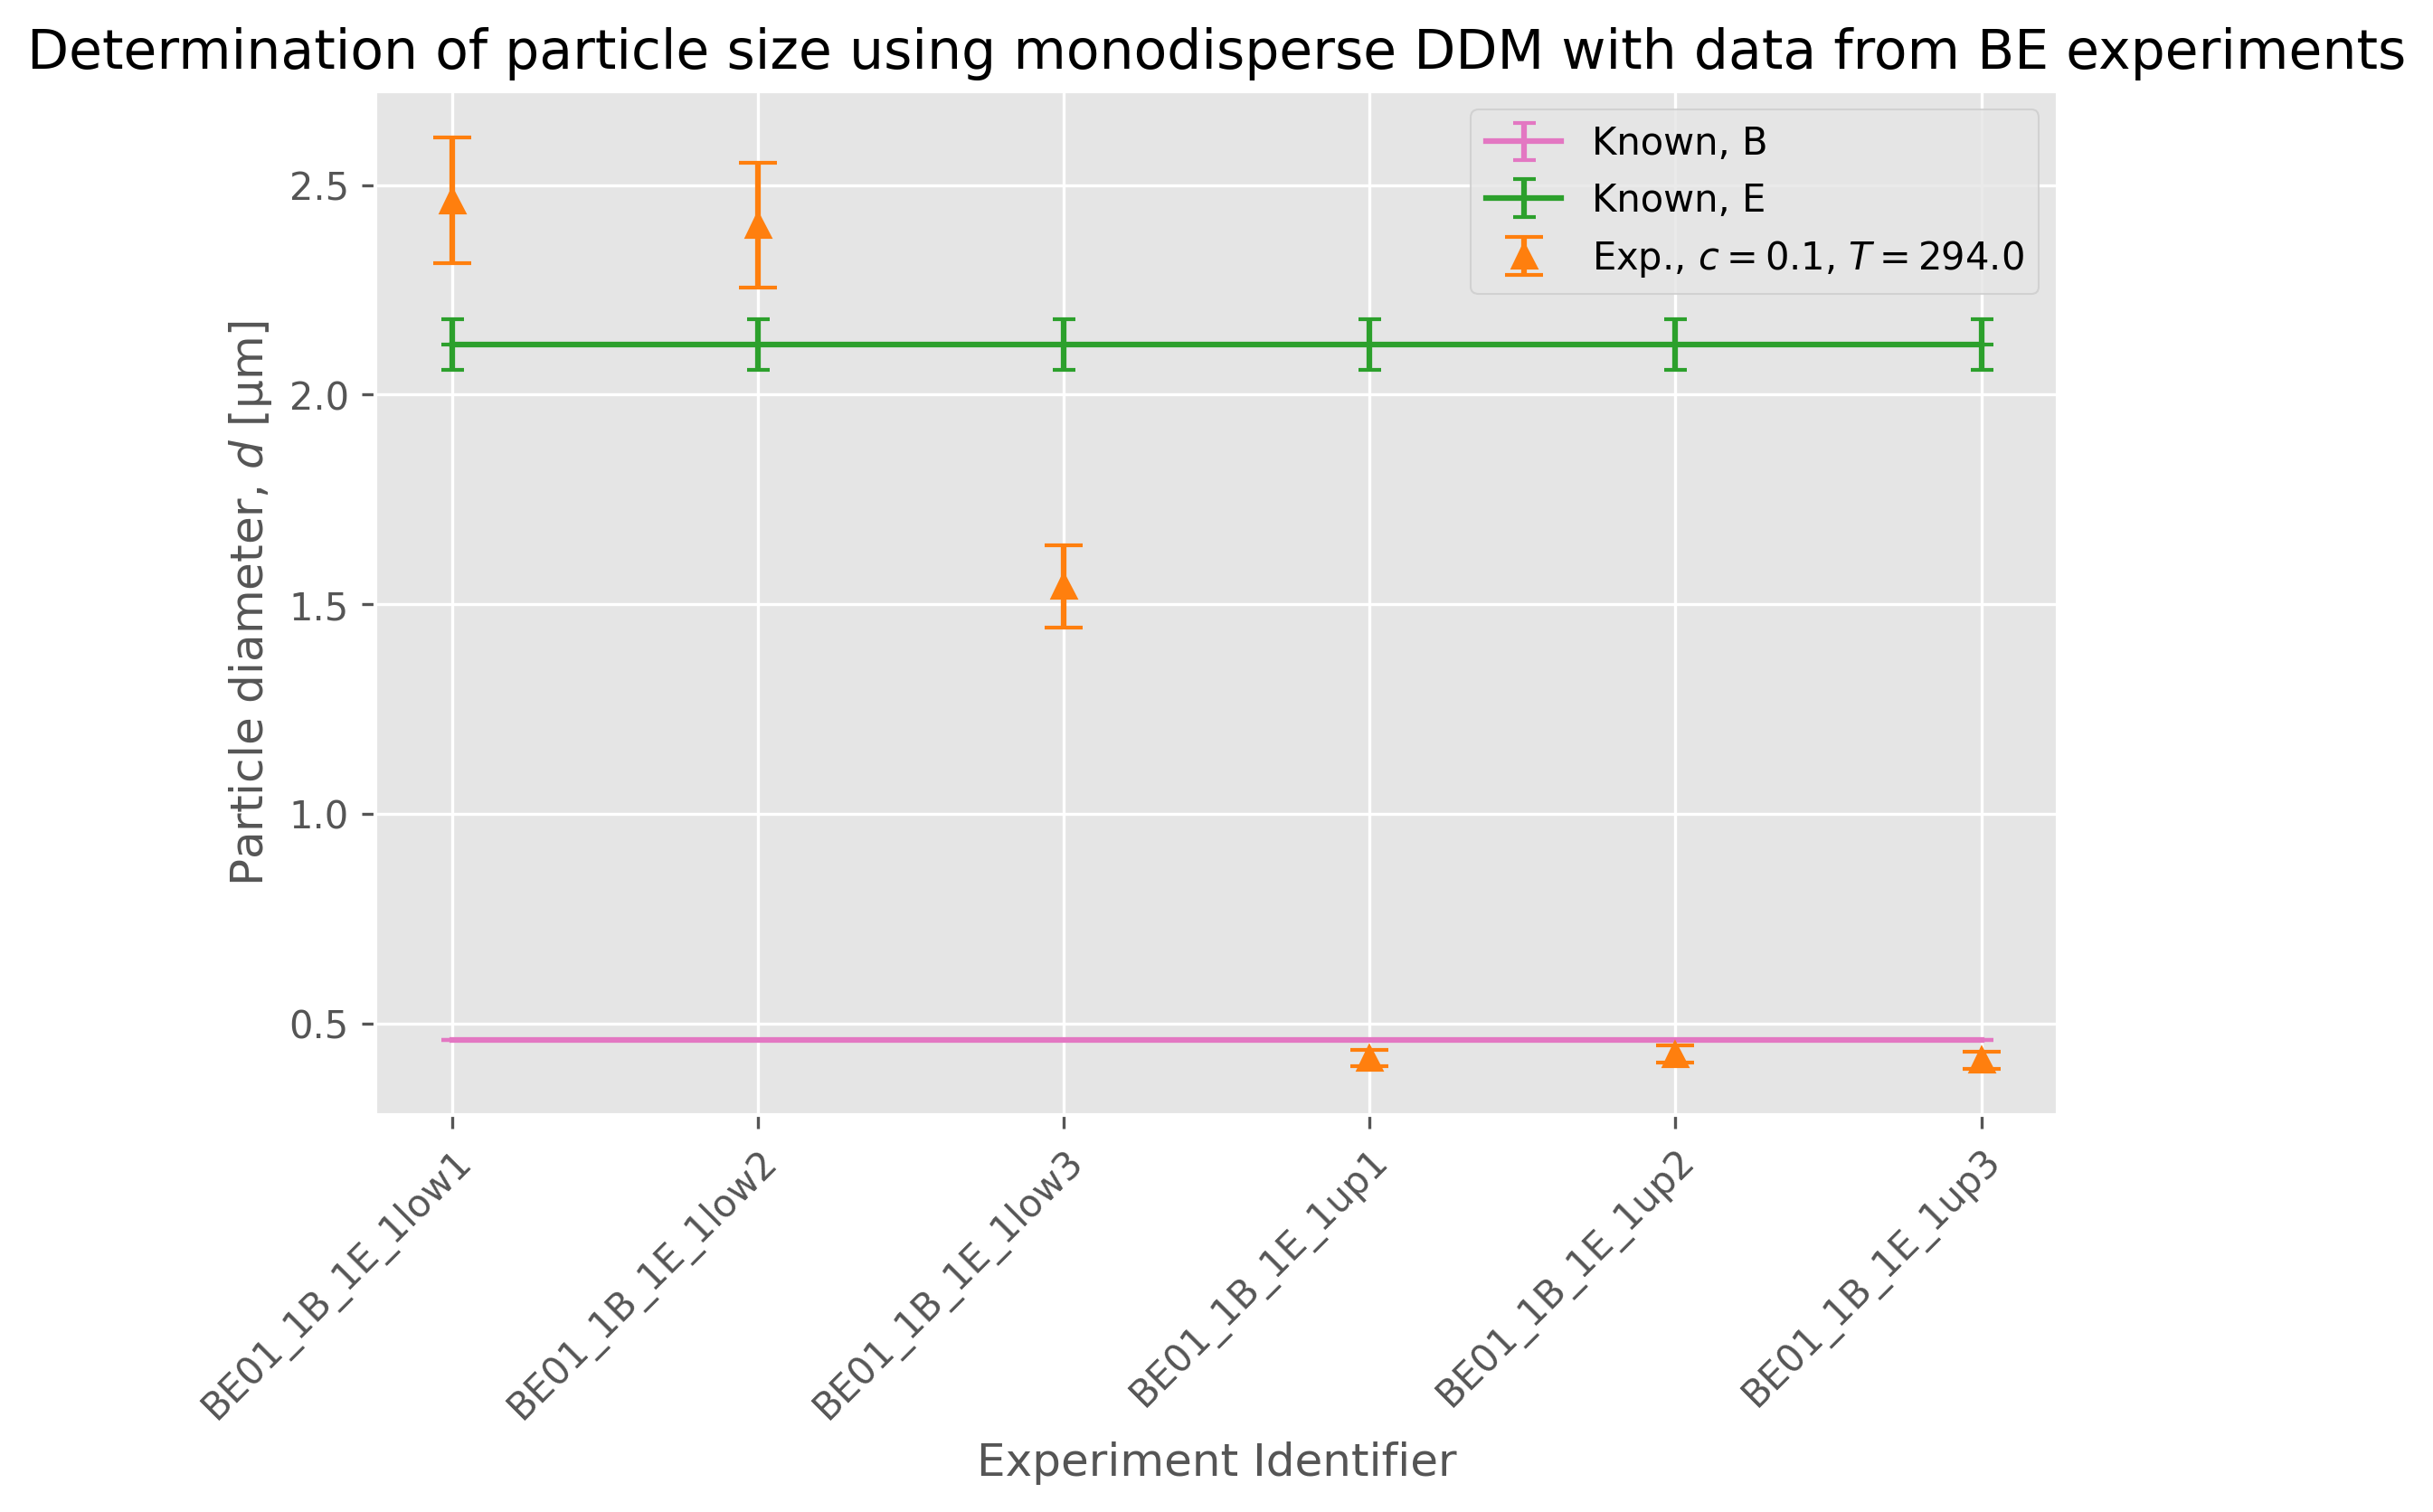 Determination of particle size using monodisperse DDM with data from BE experiments
Known, B
Known, E
Exp., c = 0.1, T = 294.0
Particle diameter, d [µm]
2.5
2.0
1.5
1.0
0.5
BE01_1B_1E_1low1
BE01_1B_1E_1low2
BE01_1B_1E_1low3
BE01_1B_1E_1up1
BE01_1B_1E_1up2
BE01_1B_1E_1up3
Experiment Identifier